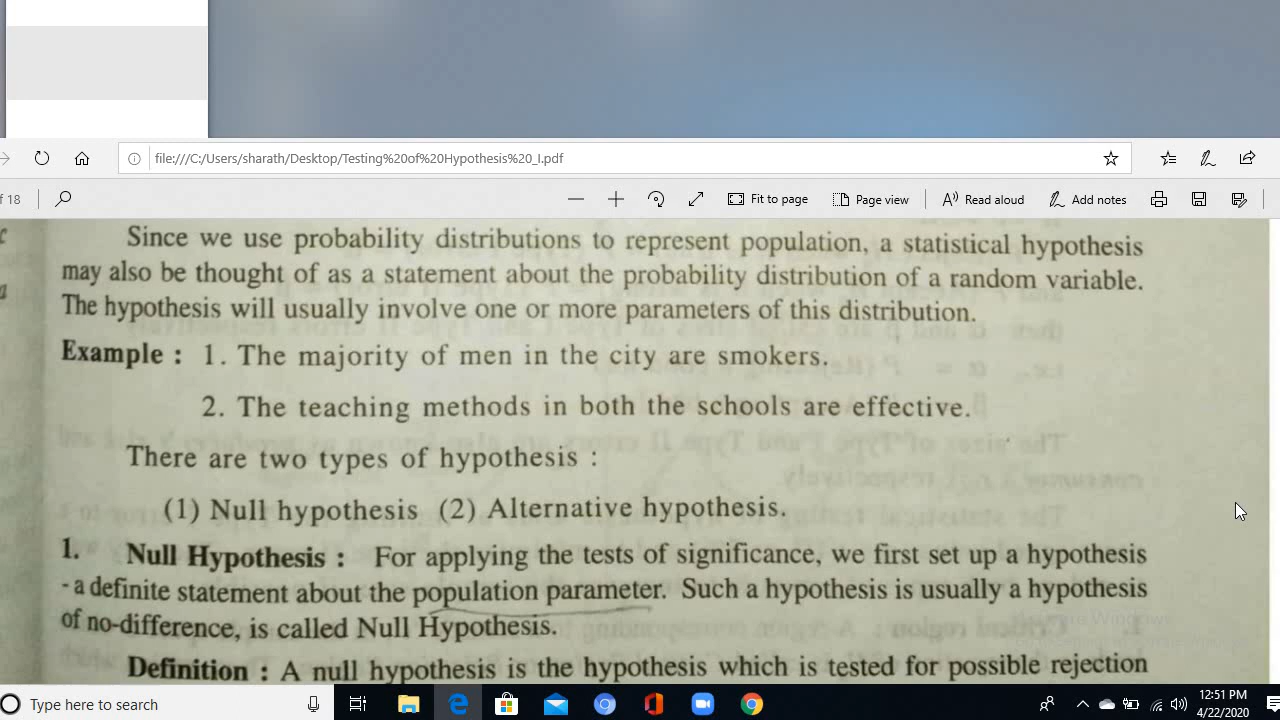 file:///C:/Users/sharath/Desktop/Testing%20of%20Hypothesis%20_I.pdf
f 18 Fit to page Page view Read aloud Add notes
Since we use probability distributions to represent population, a statistical hypothesis
may also be thought of as a statement about the probability distribution of a random variable.
The hypothesis will usually involve one or more parameters of this distribution.
Example : 1. The majority of men in the city are smokers.
2. The teaching methods in both the schools are effective.
There are two types of hypothesis :
(1) Null hypothesis (2) Alternative hypothesis.
1. Null Hypothesis : For applying the tests of significance, we first set up a hypothesis
- a definite statement about the population parameter. Such a hypothesis is usually a hypothesis
of no-difference, is called Null Hypothesis.
Definition : A null hypothesis is the hypothesis which is tested for possible rejection
Type here to search
12:51 PM
4/22/2020